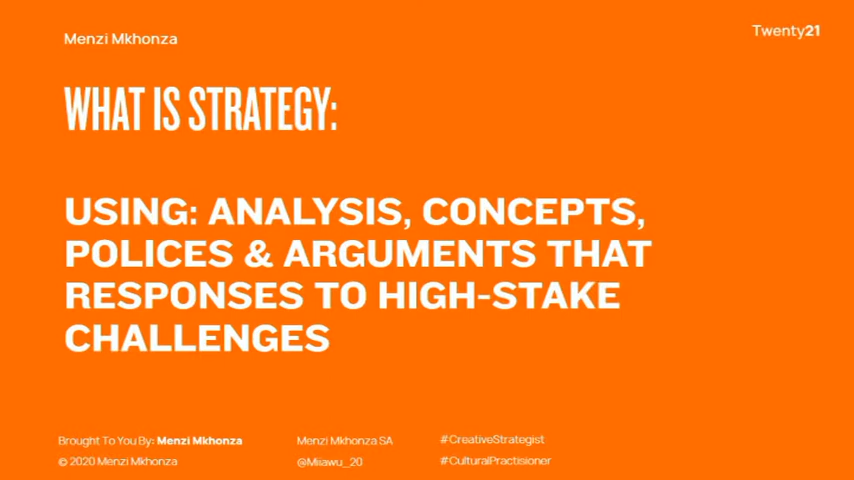 Menzi Mkhonza
Twenty21
WHAT IS STRATEGY:
USING: ANALYSIS, CONCEPTS,
POLICES & ARGUMENTS THAT
RESPONSES TO HIGH-STAKE
CHALLENGES
Brought To You By: Menzi Mkhonza
© 2020 Menzi Mkhonza
Menzi Mkhonza SA
@Miiawu_20
#CreativeStrategist
#CulturalPractisioner